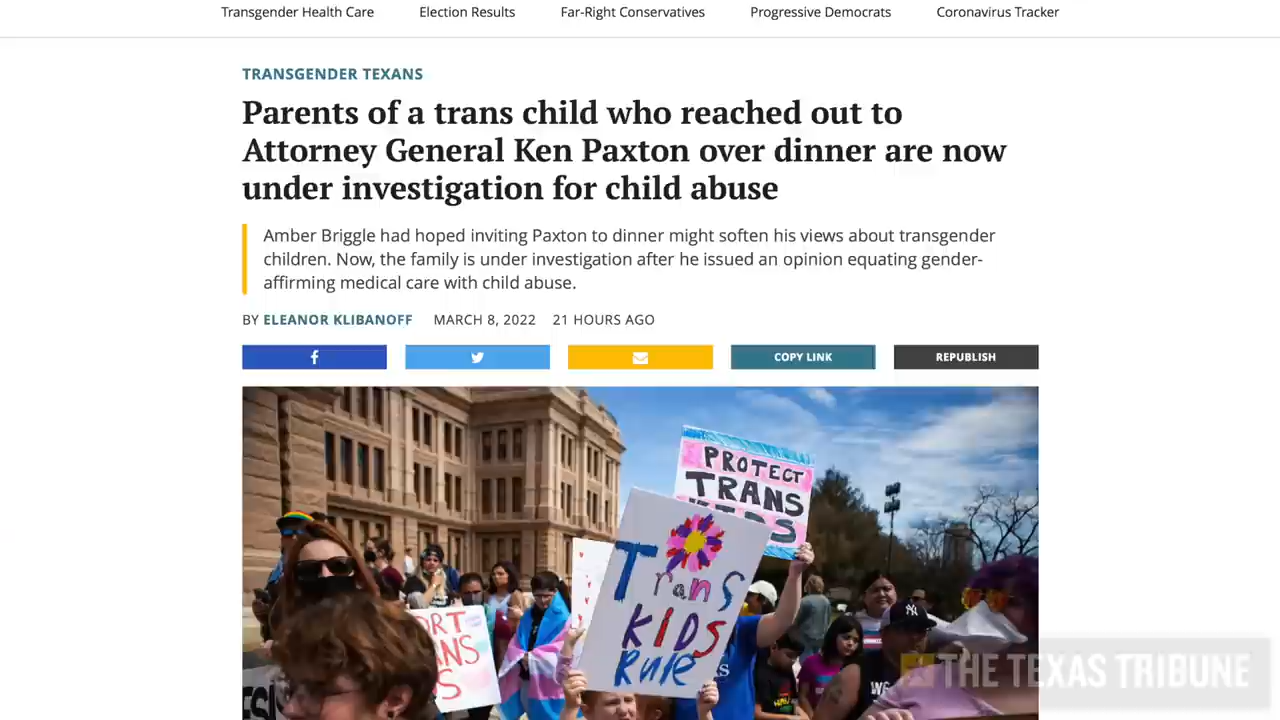 Transgender Health Care Election Results Far-Right Conservatives Progressive Democrats Coronavirus Tracker
TRANSGENDER TEXANS
Parents of a trans child who reached out to
Attorney General Ken Paxton over dinner are now
under investigation for child abuse
Amber Briggle had hoped inviting Paxton to dinner might soften his views about transgender
children. Now, the family is under investigation after he issued an opinion equating gender-
affirming medical care with child abuse.
BY ELEANOR KLIBANOFF MARCH 8, 2022 21 HOURS AGO
COPY LINK REPUBLISH
PROTECT
TRANS
KIDS
Trans
KIDS
RULE
THE TEXAS TRIBUNE